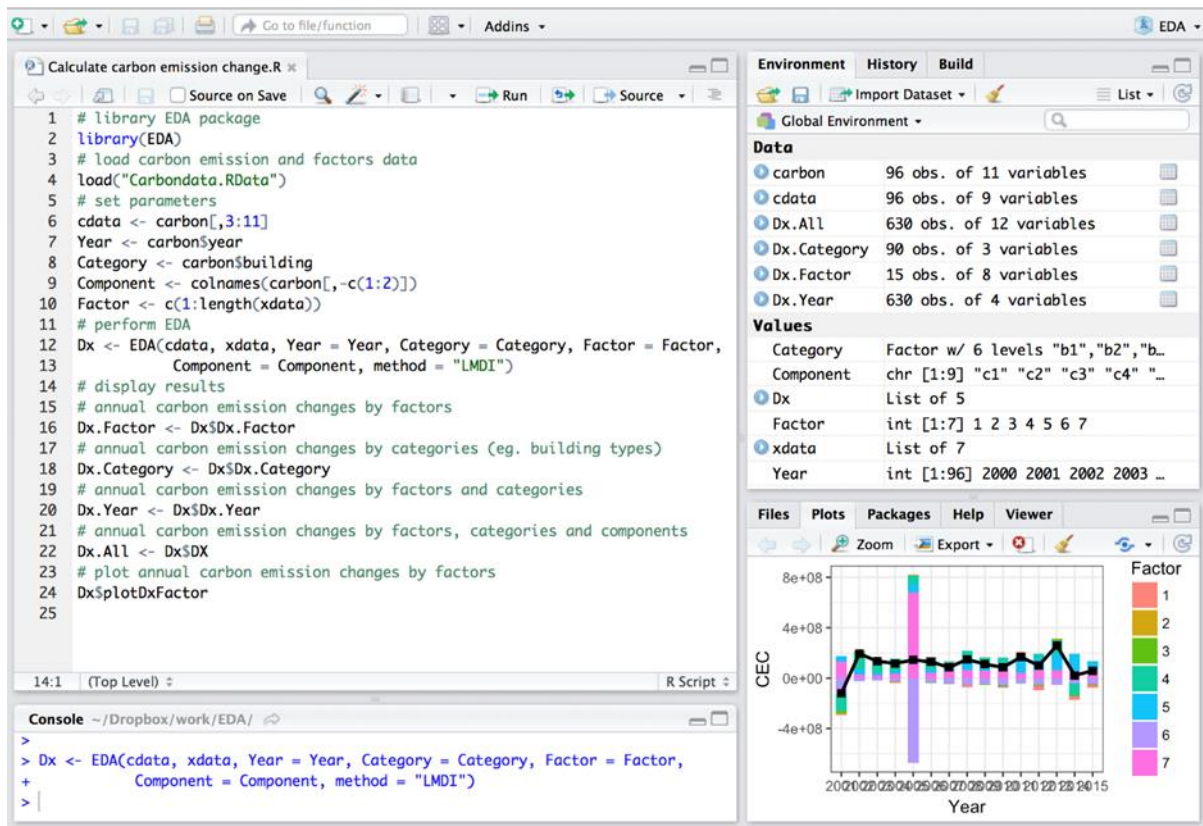 Go to file/function
Addins
EDA
Calculate carbon emission change.R
Source on Save
Run
Source
1 # library EDA package
2 library(EDA)
3 # load carbon emission and factors data
4 load("Carbondata.RData")
5 # set parameters
6 cdata <- carbon[,3:11]
7 Year <- carbon$year
8 Category <- carbon$building
9 Component <- colnames(carbon[,-c(1:2)])
10 Factor <- c(1:length(xdata))
11 # perform EDA
12 Dx <- EDA(cdata, xdata, Year = Year, Category = Category, Factor = Factor,
13 Component = Component, method = "LMDI")
14 # display results
15 # annual carbon emission changes by factors
16 Dx.Factor <- Dx$Dx.Factor
17 # annual carbon emission changes by categories (eg. building types)
18 Dx.Category <- Dx$Dx.Category
19 # annual carbon emission changes by factors and categories
20 Dx.Year <- Dx$Dx.Year
21 # annual carbon emission changes by factors, categories and components
22 Dx.All <- Dx$DX
23 # plot annual carbon emission changes by factors
24 Dx$plotDxFactor
25
14:1 (Top Level) R Script
Console ~/Dropbox/work/EDA/
>
> Dx <- EDA(cdata, xdata, Year = Year, Category = Category, Factor = Factor,
+ Component = Component, method = "LMDI")
>
Environment History Build
Import Dataset List
Global Environment
Data
carbon 96 obs. of 11 variables
cdata 96 obs. of 9 variables
Dx.All 630 obs. of 12 variables
Dx.Category 90 obs. of 3 variables
Dx.Factor 15 obs. of 8 variables
Dx.Year 630 obs. of 4 variables
Values
Category Factor w/ 6 levels "b1","b2","b…
Component chr [1:9] "c1" "c2" "c3" "c4" "…
Dx List of 5
Factor int [1:7] 1 2 3 4 5 6 7
xdata List of 7
Year int [1:96] 2000 2001 2002 2003 …
Files Plots Packages Help Viewer
Zoom Export
8e+08
4e+08
0e+00
-4e+08
CEC
Year
Factor
1
2
3
4
5
6
7